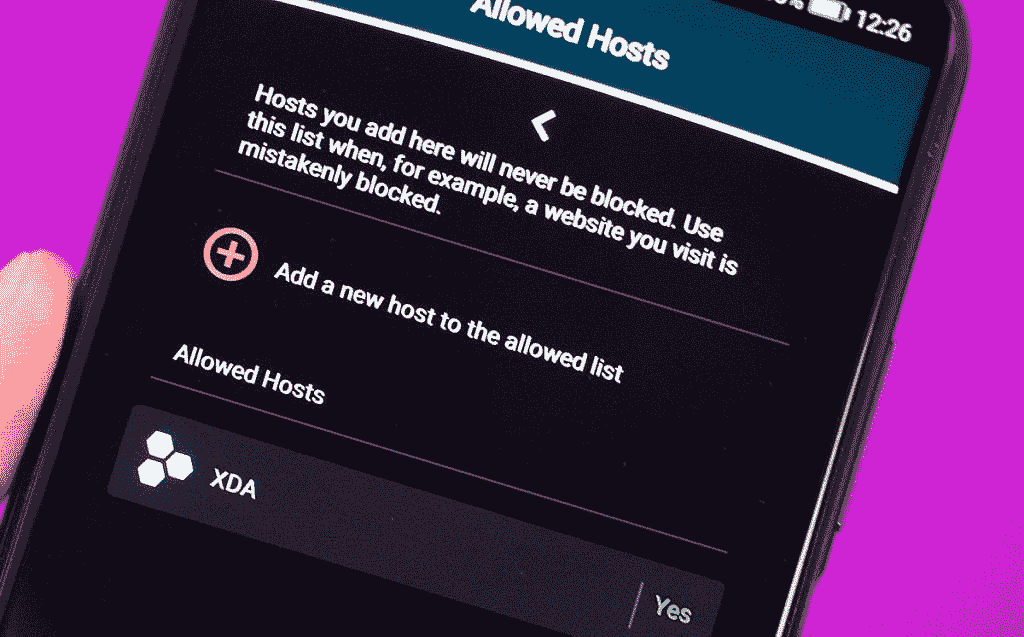 12:26
Allowed Hosts
Hosts you add here will never be blocked. Use
this list when, for example, a website you visit is
mistakenly blocked.
Add a new host to the allowed list
Allowed Hosts
XDA
Yes